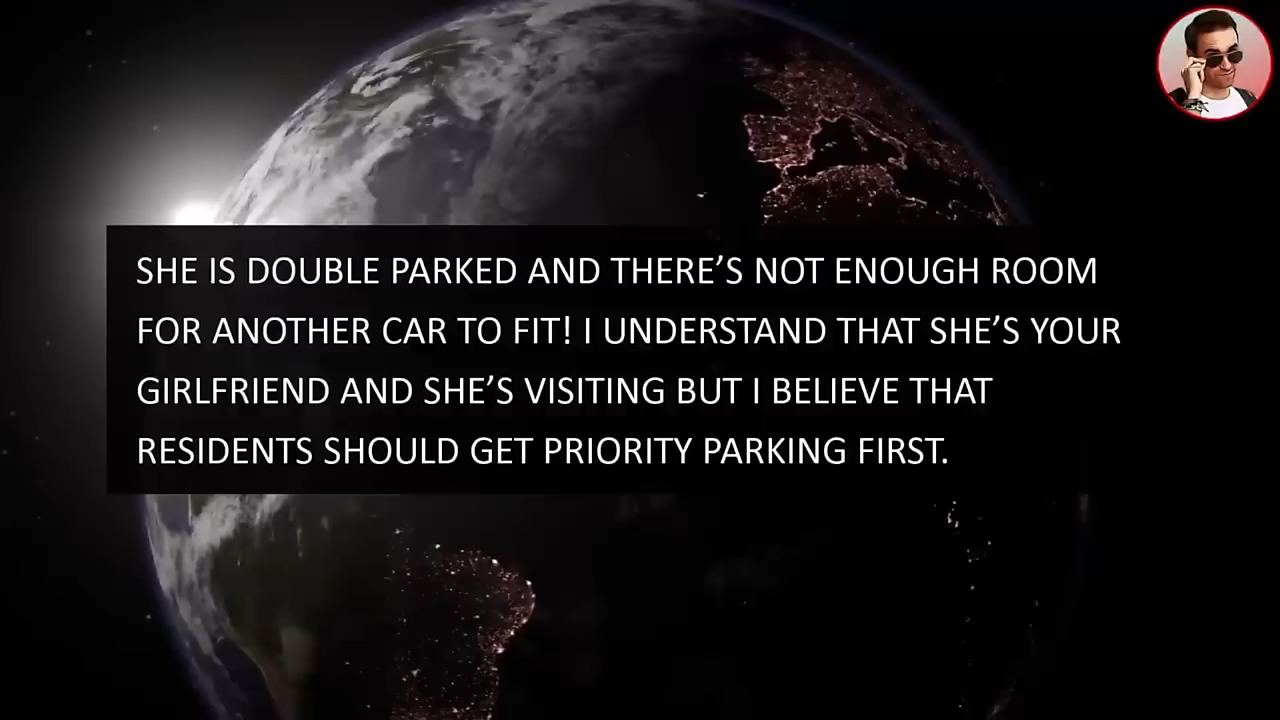 SHE IS DOUBLE PARKED AND THERE’S NOT ENOUGH ROOM
FOR ANOTHER CAR TO FIT! I UNDERSTAND THAT SHE’S YOUR
GIRLFRIEND AND SHE’S VISITING BUT I BELIEVE THAT
RESIDENTS SHOULD GET PRIORITY PARKING FIRST.